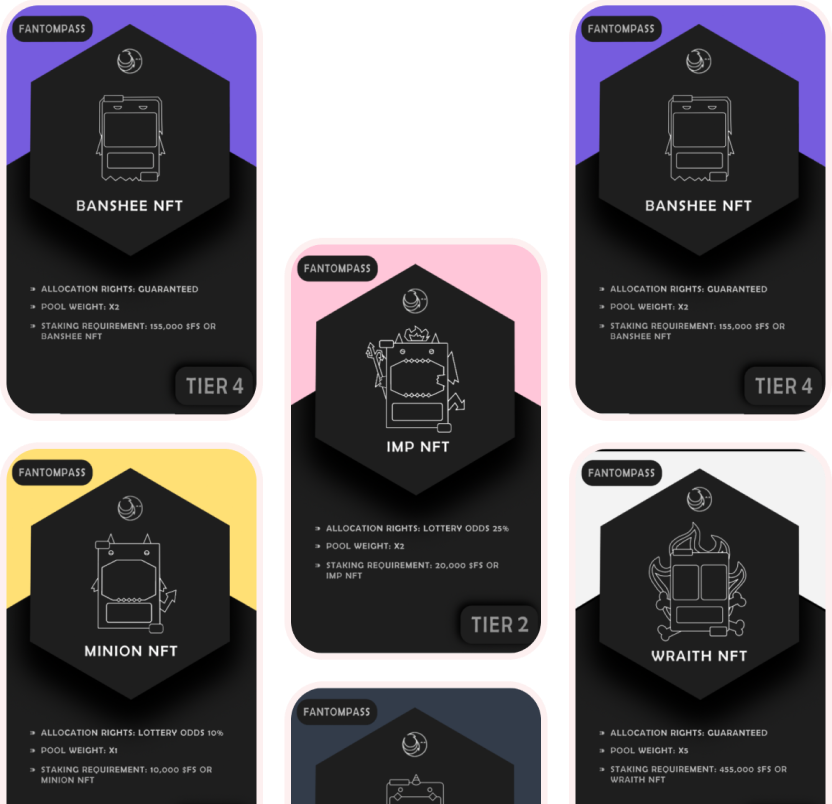 FANTOMPASS
BANSHEE NFT
» ALLOCATION RIGHTS: GUARANTEED
» POOL WEIGHT: X2
» STAKING REQUIREMENT: 155,000 $FS OR
BANSHEE NFT
TIER 4
FANTOMPASS
MINION NFT
» ALLOCATION RIGHTS: LOTTERY ODDS 10%
» POOL WEIGHT: X1
» STAKING REQUIREMENT: 10,000 $FS OR
MINION NFT
FANTOMPASS
IMP NFT
» ALLOCATION RIGHTS: LOTTERY ODDS 25%
» POOL WEIGHT: X2
» STAKING REQUIREMENT: 20,000 $FS OR
IMP NFT
TIER 2
FANTOMPASS
FANTOMPASS
BANSHEE NFT
» ALLOCATION RIGHTS: GUARANTEED
» POOL WEIGHT: X2
» STAKING REQUIREMENT: 155,000 $FS OR
BANSHEE NFT
TIER 4
FANTOMPASS
WRAITH NFT
» ALLOCATION RIGHTS: GUARANTEED
» POOL WEIGHT: X5
» STAKING REQUIREMENT: 455,000 $FS OR
WRAITH NFT